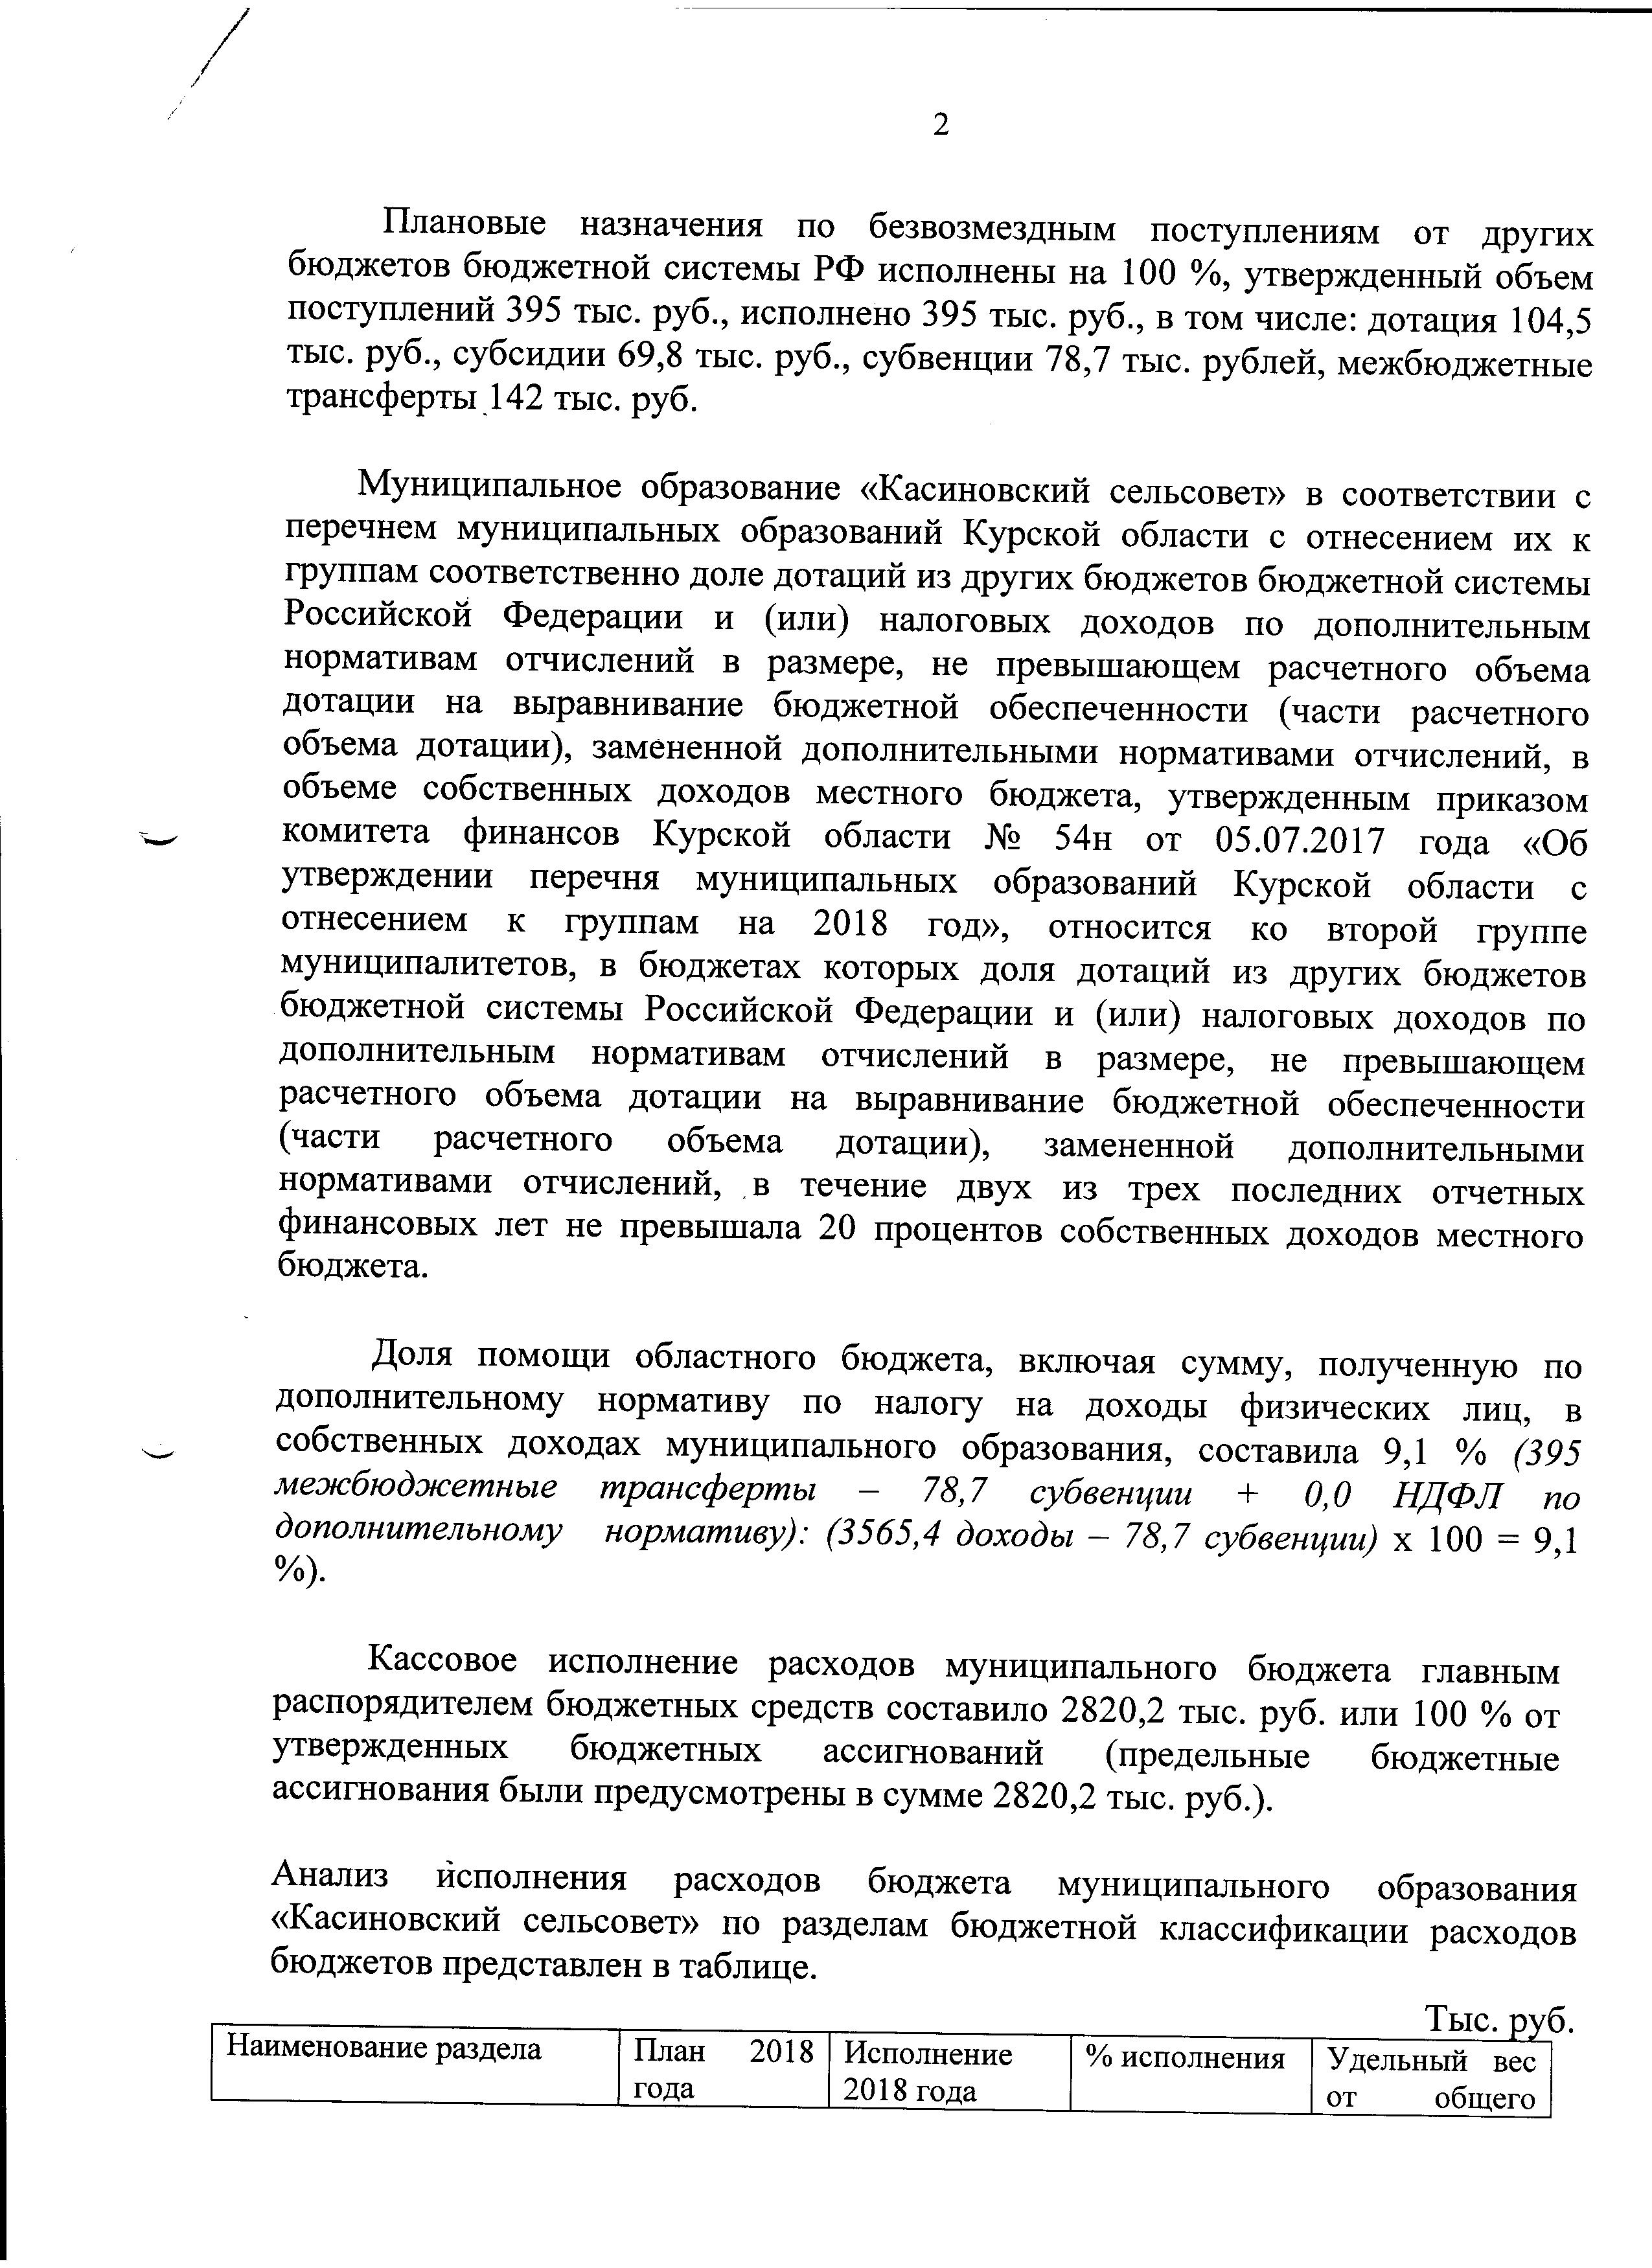 2
Плановые назначения по безвозмездным поступлениям от других
бюджетов бюджетной системы РФ исполнены на 100 %, утвержденный объем
поступлений 395 тыс. руб., исполнено 395 тыс. руб., в том числе: дотация 104,5
тыс. руб., субсидии 69,8 тыс. руб., субвенции 78,7 тыс. рублей, межбюджетные
трансферты 142 тыс. руб.
Муниципальное образование «Касиновский сельсовет» в соответствии с
перечнем муниципальных образований Курской области с отнесением их к
группам соответственно доле дотаций из других бюджетов бюджетной системы
Российской Федерации и (или) налоговых доходов по дополнительным
нормативам отчислений в размере, не превышающем расчетного объема
дотации на выравнивание бюджетной обеспеченности (части расчетного
объема дотации), замененной дополнительными нормативами отчислений, в
объеме собственных доходов местного бюджета, утвержденным приказом
комитета финансов Курской области № 54н от 05.07.2017 года «Об
утверждении перечня муниципальных образований Курской области с
отнесением к группам на 2018 год», относится ко второй группе
муниципалитетов, в бюджетах которых доля дотаций из других бюджетов
бюджетной системы Российской Федерации и (или) налоговых доходов по
дополнительным нормативам отчислений в размере, не превышающем
расчетного объема дотации на выравнивание бюджетной обеспеченности
(части расчетного объема дотации), замененной дополнительными
нормативами отчислений, в течение двух из трех последних отчетных
финансовых лет не превышала 20 процентов собственных доходов местного
бюджета.
Доля помощи областного бюджета, включая сумму, полученную по
дополнительному нормативу по налогу на доходы физических лиц, в
собственных доходах муниципального образования, составила 9,1 % (395
межбюджетные трансферты – 78,7 субвенции + 0,0 НДФЛ по
дополнительному нормативу): (3565,4 доходы – 78,7 субвенции) х 100 = 9,1
%).
Кассовое исполнение расходов муниципального бюджета главным
распорядителем бюджетных средств составило 2820,2 тыс. руб. или 100 % от
утвержденных бюджетных ассигнований (предельные бюджетные
ассигнования были предусмотрены в сумме 2820,2 тыс. руб.).
Анализ исполнения расходов бюджета муниципального образования
«Касиновский сельсовет» по разделам бюджетной классификации расходов
бюджетов представлен в таблице.
Тыс. руб.
Наименование раздела План 2018 Исполнение % исполнения Удельный вес
года 2018 года от общего